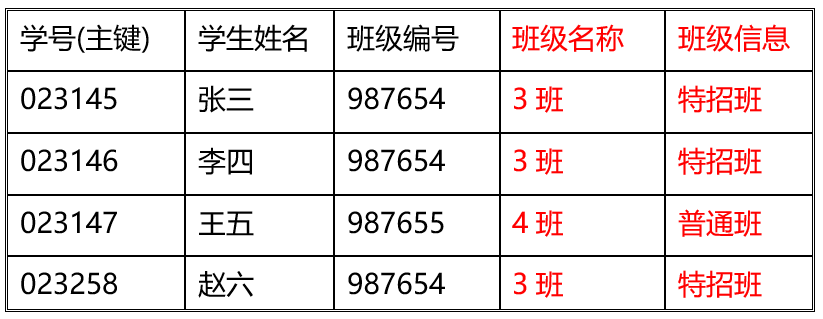 学号(主键) 学生姓名 班级编号 班级名称 班级信息
023145 张三 987654 3 班 特招班
023146 李四 987654 3 班 特招班
023147 王五 987655 4 班 普通班
023258 赵六 987654 3 班 特招班